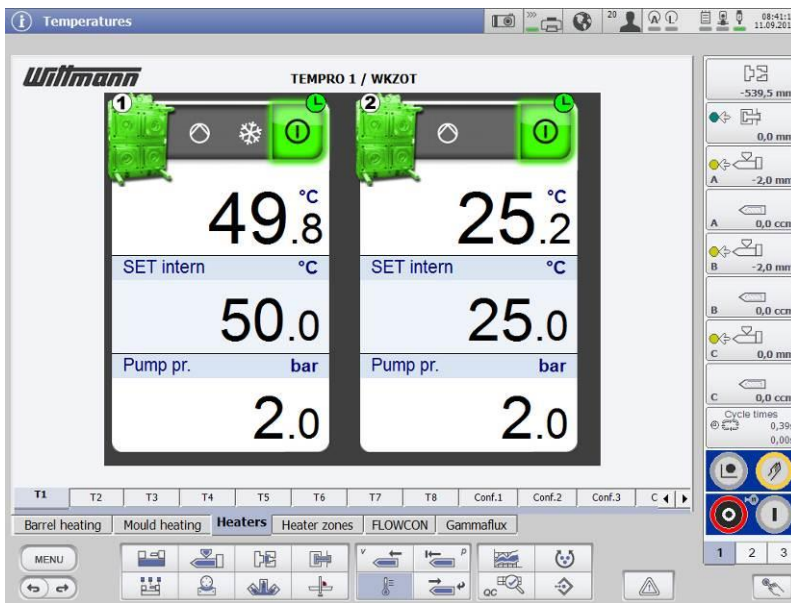 Temperatures
20
08:41:1
11.09.201
Wittmann
TEMPRO 1 / WKZOT
1
49.8 °C
SET intern °C
50.0
Pump pr. bar
2.0
2
25.2 °C
SET intern °C
25.0
Pump pr. bar
2.0
-539,5 mm
0,0 mm
A -2,0 mm
A 0,0 ccm
B -2,0 mm
B 0,0 ccm
C 0,0 mm
C 0,0 ccm
Cycle times
0,39s
0,00s
T1 T2 T3 T4 T5 T6 T7 T8 Conf.1 Conf.2 Conf.3 C
Barrel heating Mould heating Heaters Heater zones FLOWCON Gammaflux
MENU
V P
QC
1 2 3